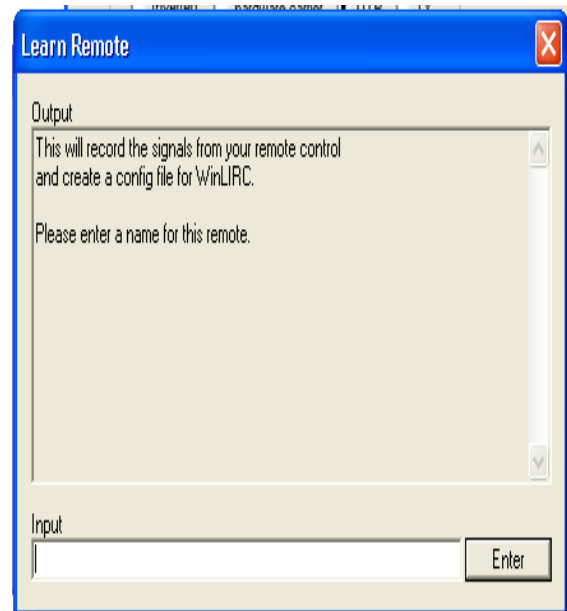 Learn Remote
Output
This will record the signals from your remote control
and create a config file for WinLIRC.
Please enter a name for this remote.
Input
Enter